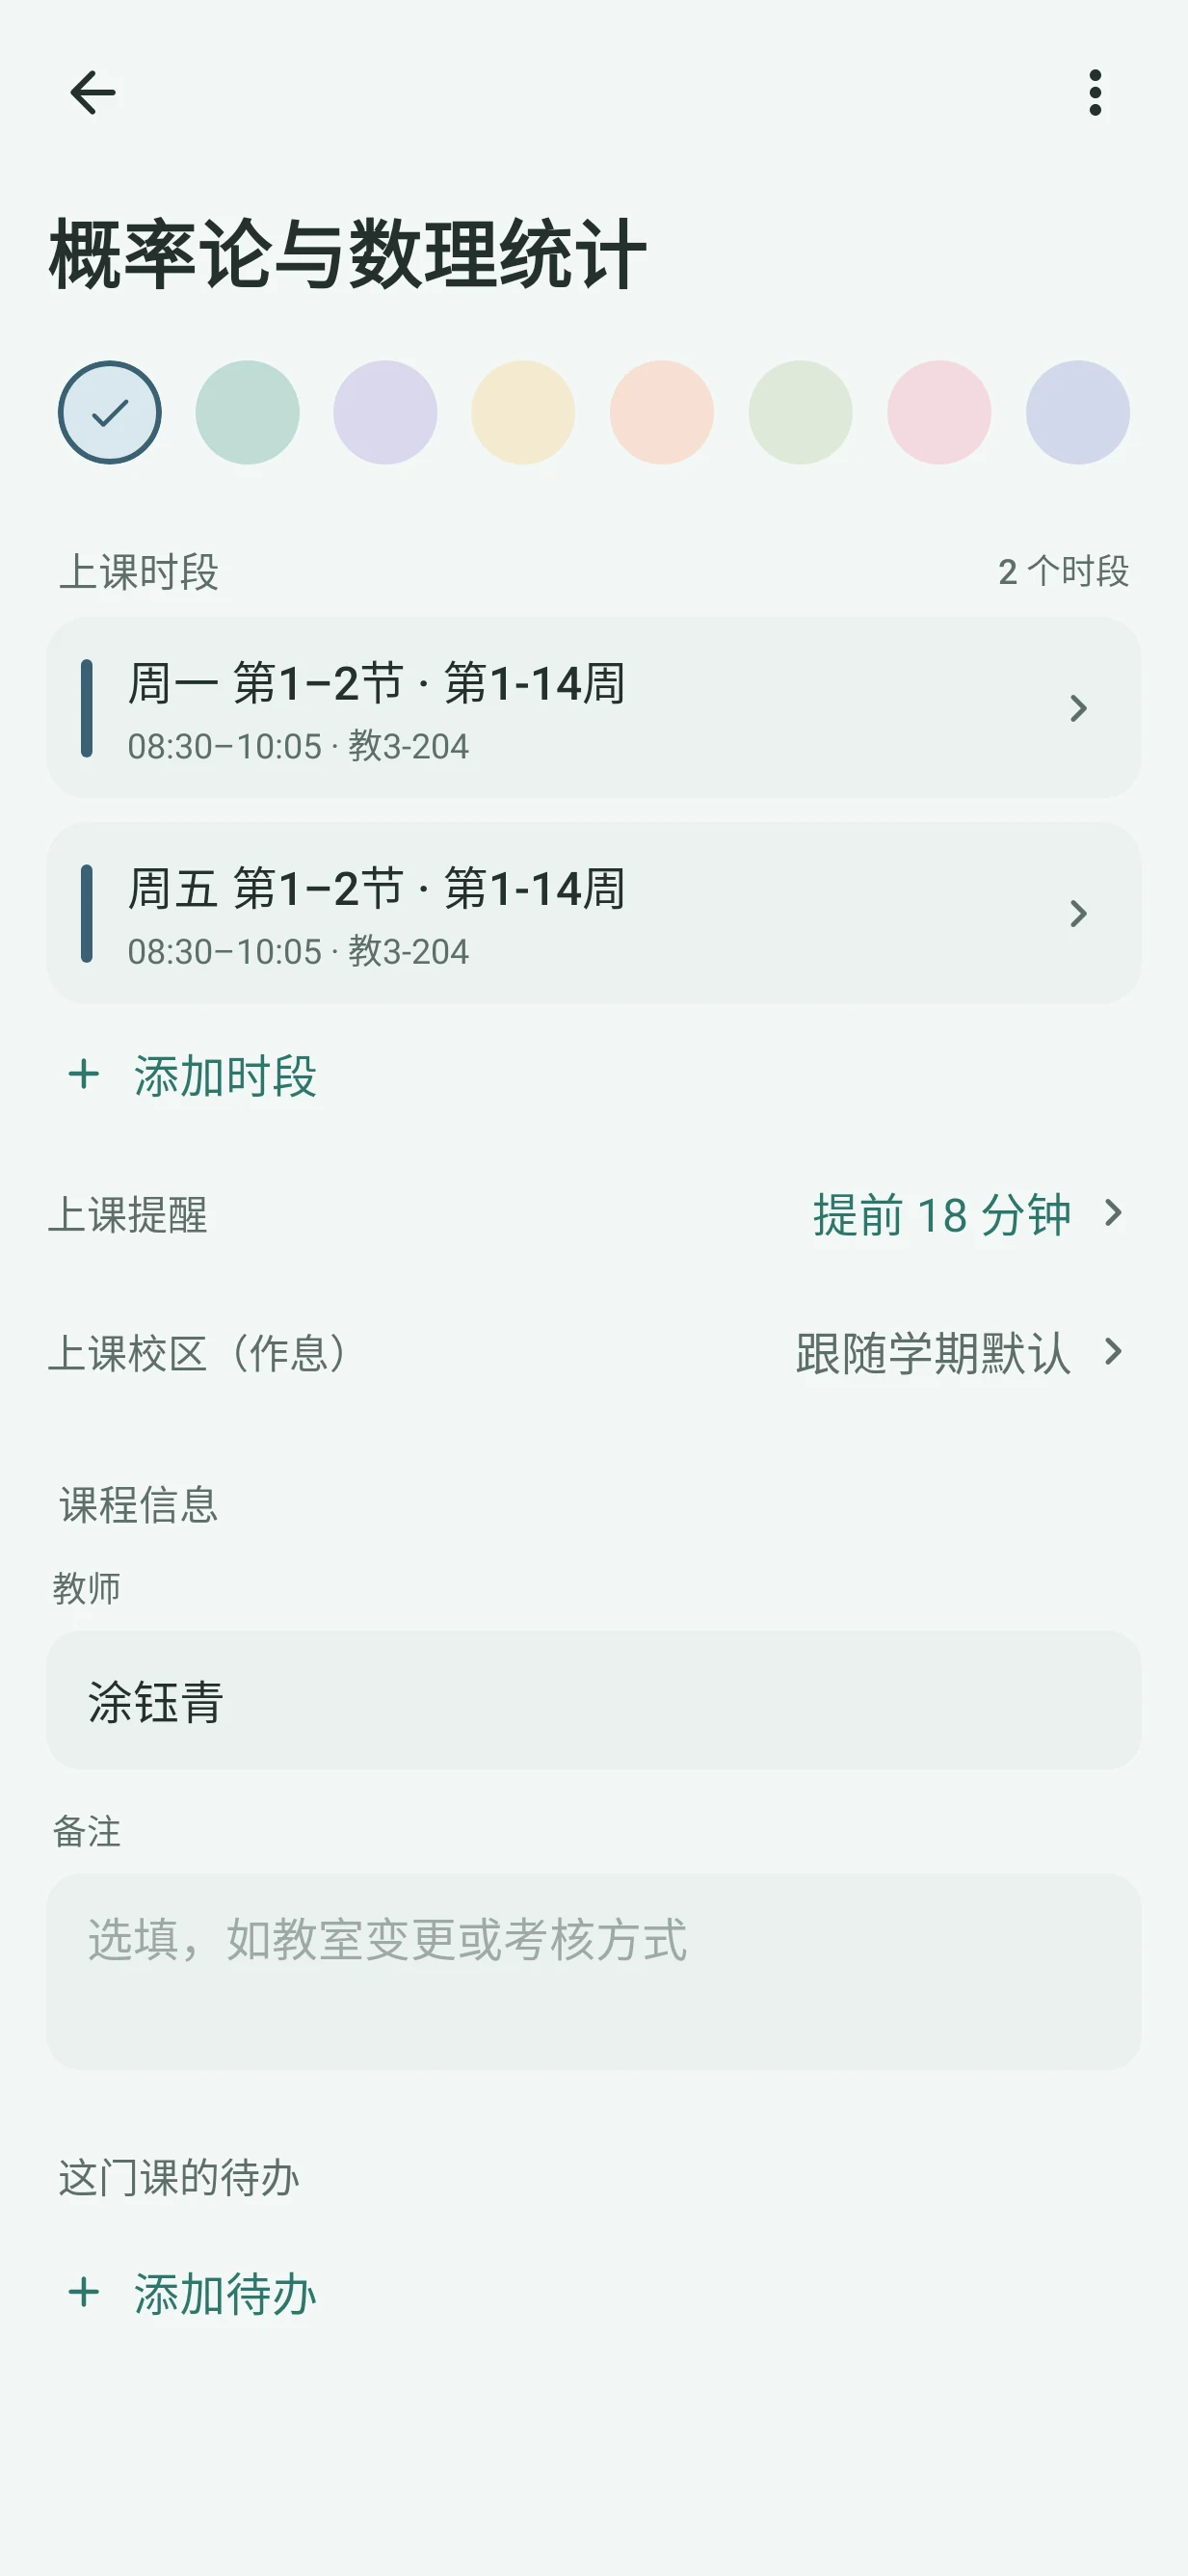 概率论与数理统计
上课时段
2 个时段
周一 第1–2节 · 第1-14周
08:30–10:05 · 教3-204
周五 第1–2节 · 第1-14周
08:30–10:05 · 教3-204
添加时段
上课提醒
提前 18 分钟
上课校区（作息）
跟随学期默认
课程信息
教师
涂钰青
备注
选填，如教室变更或考核方式
这门课的待办
添加待办